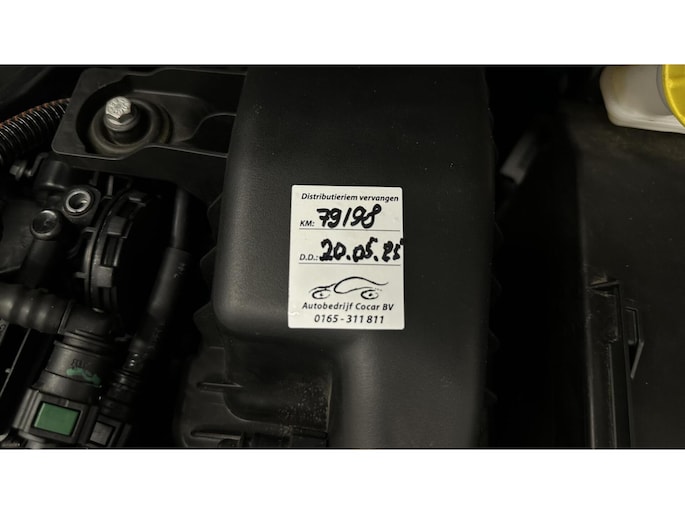 Distributieriem vervangen
KM: 79198
D.D.: 20.05.25
Autobedrijf Cocar BV
0165 - 311 811